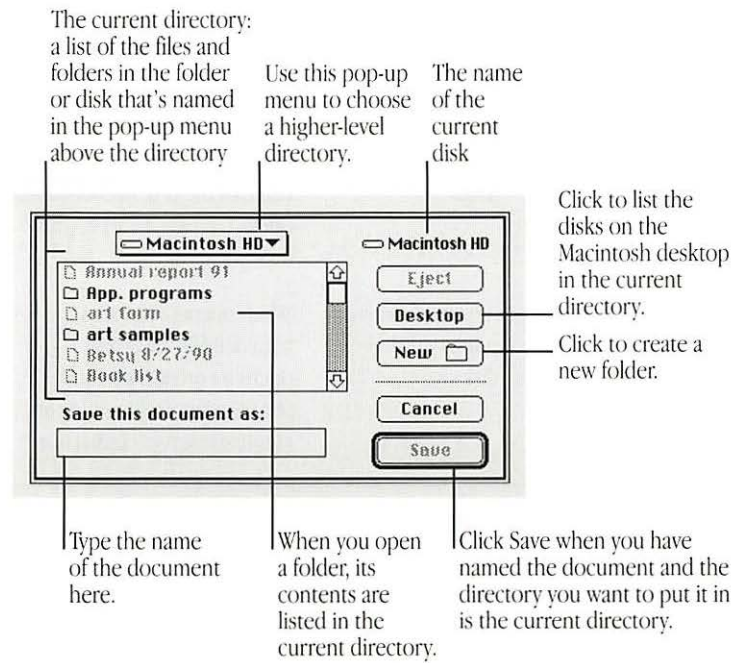 The current directory:
a list of the files and
folders in the folder
or disk that's named
in the pop-up menu
above the directory
Use this pop-up
menu to choose
a higher-level
directory.
The name
of the
current
disk
Macintosh HD
Macintosh HD
Annual report 91
App. programs
art form
art samples
Betsy 8/27/90
Book list
Eject
Desktop
New
Cancel
Save
Save this document as:
Click to list the
disks on the
Macintosh desktop
in the current
directory.
Click to create a
new folder.
Type the name
of the document
here.
When you open
a folder, its
contents are
listed in the
current directory.
Click Save when you have
named the document and the
directory you want to put it in
is the current directory.